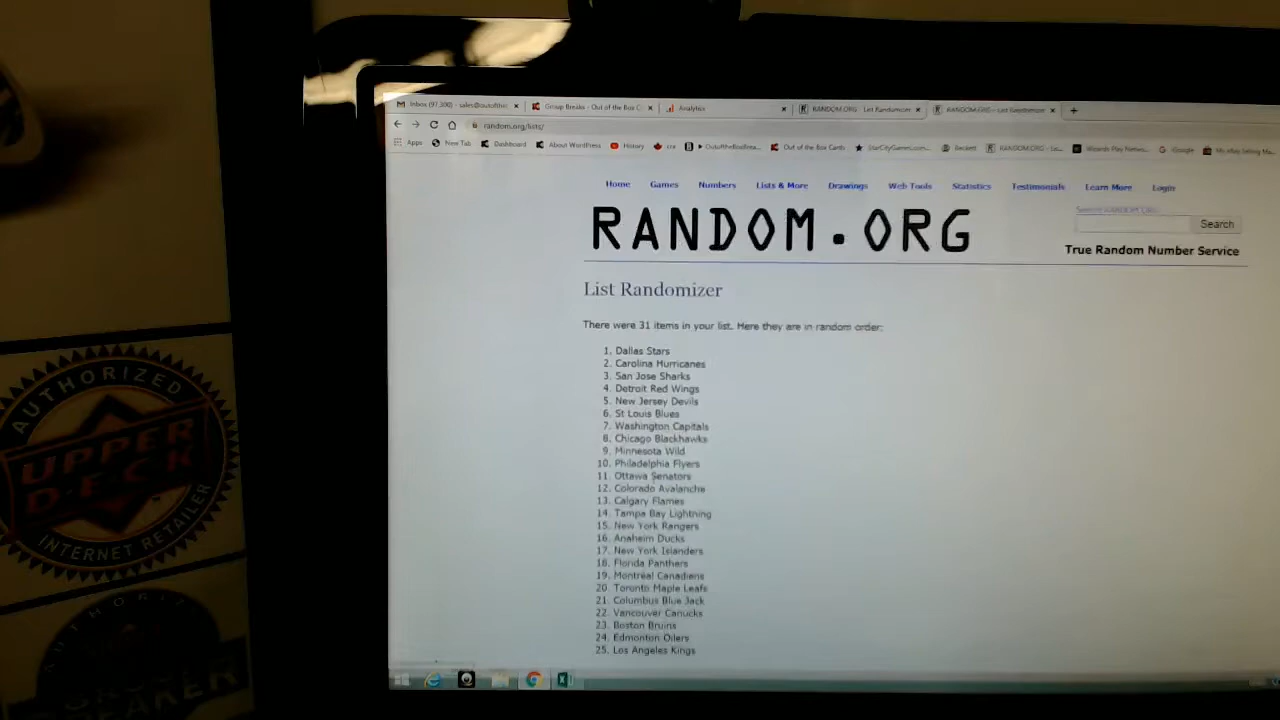 Inbox (97,300) - sales@outofthe
Group Breaks - Out of the Box C
Analytics
RANDOM.ORG - List Randomizer
RANDOM.ORG - List Randomizer
random.org/lists/
Apps
New Tab
Dashboard
About WordPress
History
Out of the Box Cards
StarCityGames.com...
Beckett
RANDOM.ORG - Lis...
Wizards Play Netwo...
Google
My eBay Selling Ma...
Home Games Numbers Lists & More Drawings Web Tools Statistics Testimonials Learn More Login
RANDOM.ORG
Search RANDOM.ORG
Search
True Random Number Service
List Randomizer
There were 31 items in your list. Here they are in random order:
1. Dallas Stars
2. Carolina Hurricanes
3. San Jose Sharks
4. Detroit Red Wings
5. New Jersey Devils
6. St Louis Blues
7. Washington Capitals
8. Chicago Blackhawks
9. Minnesota Wild
10. Philadelphia Flyers
11. Ottawa Senators
12. Colorado Avalanche
13. Calgary Flames
14. Tampa Bay Lightning
15. New York Rangers
16. Anaheim Ducks
17. New York Islanders
18. Florida Panthers
19. Montreal Canadiens
20. Toronto Maple Leafs
21. Columbus Blue Jack
22. Vancouver Canucks
23. Boston Bruins
24. Edmonton Oilers
25. Los Angeles Kings
AUTHORIZED
UPPER
D·E·C·K
INTERNET RETAILER